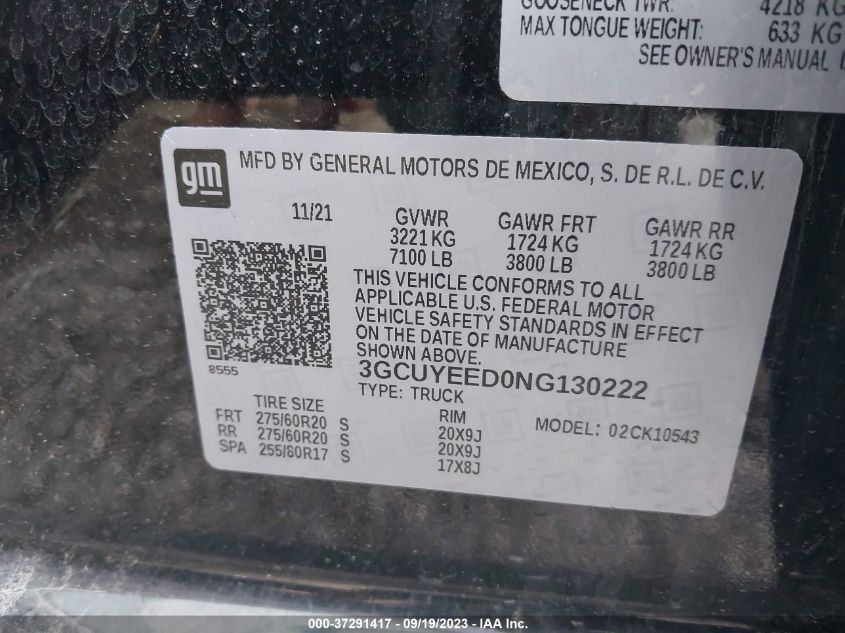 GOOSENECK TWR: 4218 KG
MAX TONGUE WEIGHT: 633 KG
SEE OWNER'S MANUAL
gm
MFD BY GENERAL MOTORS DE MEXICO, S. DE R.L. DE C.V.
11/21 GVWR GAWR FRT GAWR RR
3221 KG 1724 KG 1724 KG
7100 LB 3800 LB 3800 LB
THIS VEHICLE CONFORMS TO ALL
APPLICABLE U.S. FEDERAL MOTOR
VEHICLE SAFETY STANDARDS IN EFFECT
ON THE DATE OF MANUFACTURE
SHOWN ABOVE.
8555
3GCUYEED0NG130222
TYPE: TRUCK
TIRE SIZE RIM MODEL: 02CK10543
FRT 275/60R20 S 20X9J
RR 275/60R20 S 20X9J
SPA 255/80R17 S 17X8J
000-37291417 - 09/19/2023 - IAA Inc.